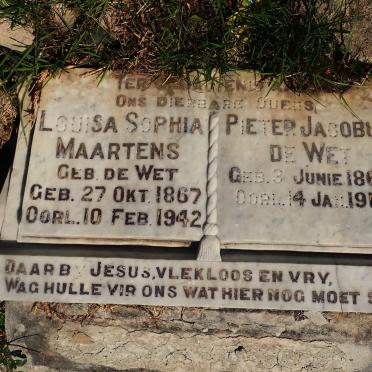 TER
ONS DIERBARE OUERS
LOUISA SOPHIA
MAARTENS
GEB. DE WET
GEB. 27 OKT. 1867
OORL. 10 FEB. 1942
PIETER JACOBU
DE WET
GEB. 3 JUNIE 186
OORL. 14 JAN. 19
DAAR BY JESUS, VLEKLOOS EN VRY,
WAG HULLE VIR ONS WAT HIER NOG MOET S